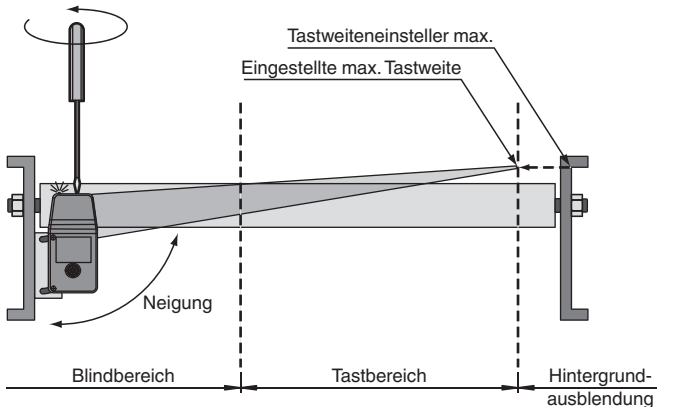 Tastweiteneinsteller max.
Eingestellte max. Tastweite
Neigung
Blindbereich
Tastbereich
Hintergrund-
ausblendung